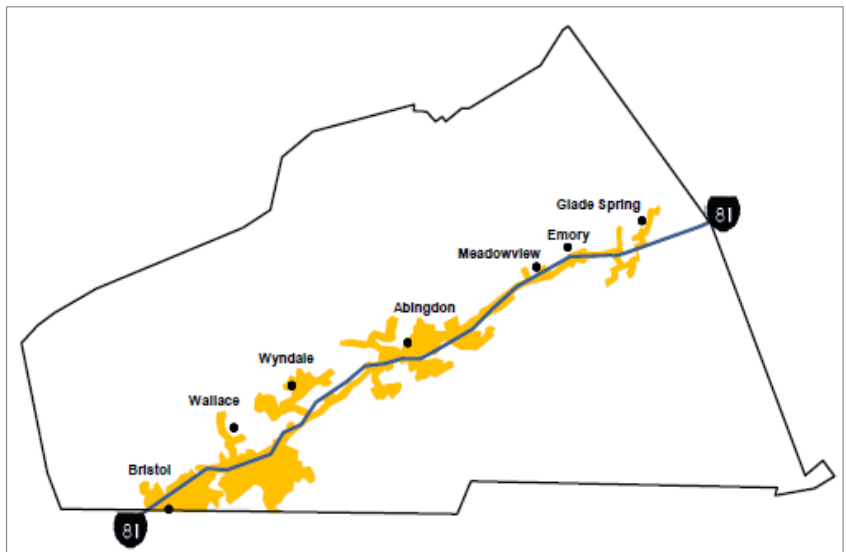 Glade Spring
81
Emory
Meadowview
Abingdon
Wyndale
Wallace
Bristol
81